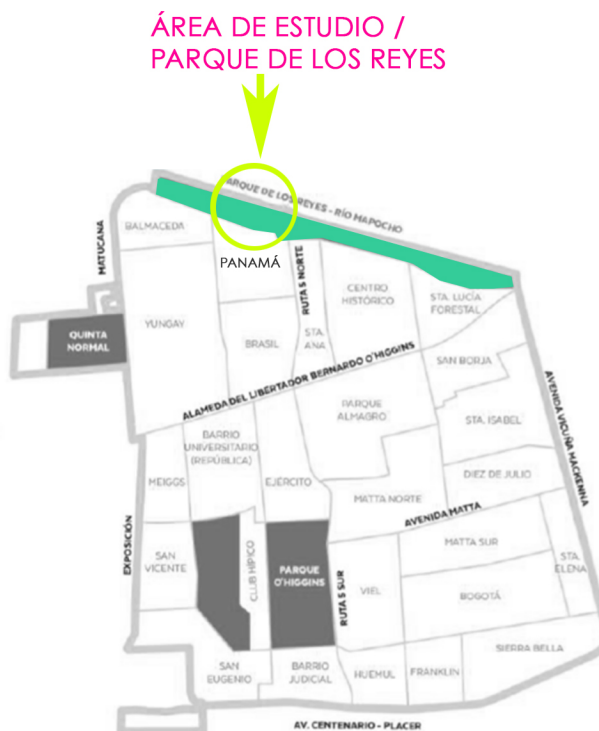 ÁREA DE ESTUDIO /
PARQUE DE LOS REYES
PARQUE DE LOS REYES - RÍO MAPOCHO
BALMACEDA
MATUCANA
PANAMÁ
RUTA 5 NORTE
CENTRO
HISTÓRICO
STA. LUCÍA
FORESTAL
YUNGAY
QUINTA
NORMAL
BRASIL
STA.
ANA
SAN BORJA
ALAMEDA DEL LIBERTADOR BERNARDO O'HIGGINS
AVENIDA VICUÑA MACKENNA
PARQUE
ALMAGRO
STA. ISABEL
BARRIO
UNIVERSITARIO
(REPÚBLICA)
MEIGGS
EJÉRCITO
DIEZ DE JULIO
MATTA NORTE
AVENIDA MATTA
EXPOSICIÓN
SAN
VICENTE
CLUB HÍPICO
PARQUE
O'HIGGINS
RUTA 5 SUR
VIEL
MATTA SUR
STA.
ELENA
BOGOTÁ
SIERRA BELLA
SAN
EUGENIO
BARRIO
JUDICIAL
HUEMUL
FRANKLIN
AV. CENTENARIO - PLACER